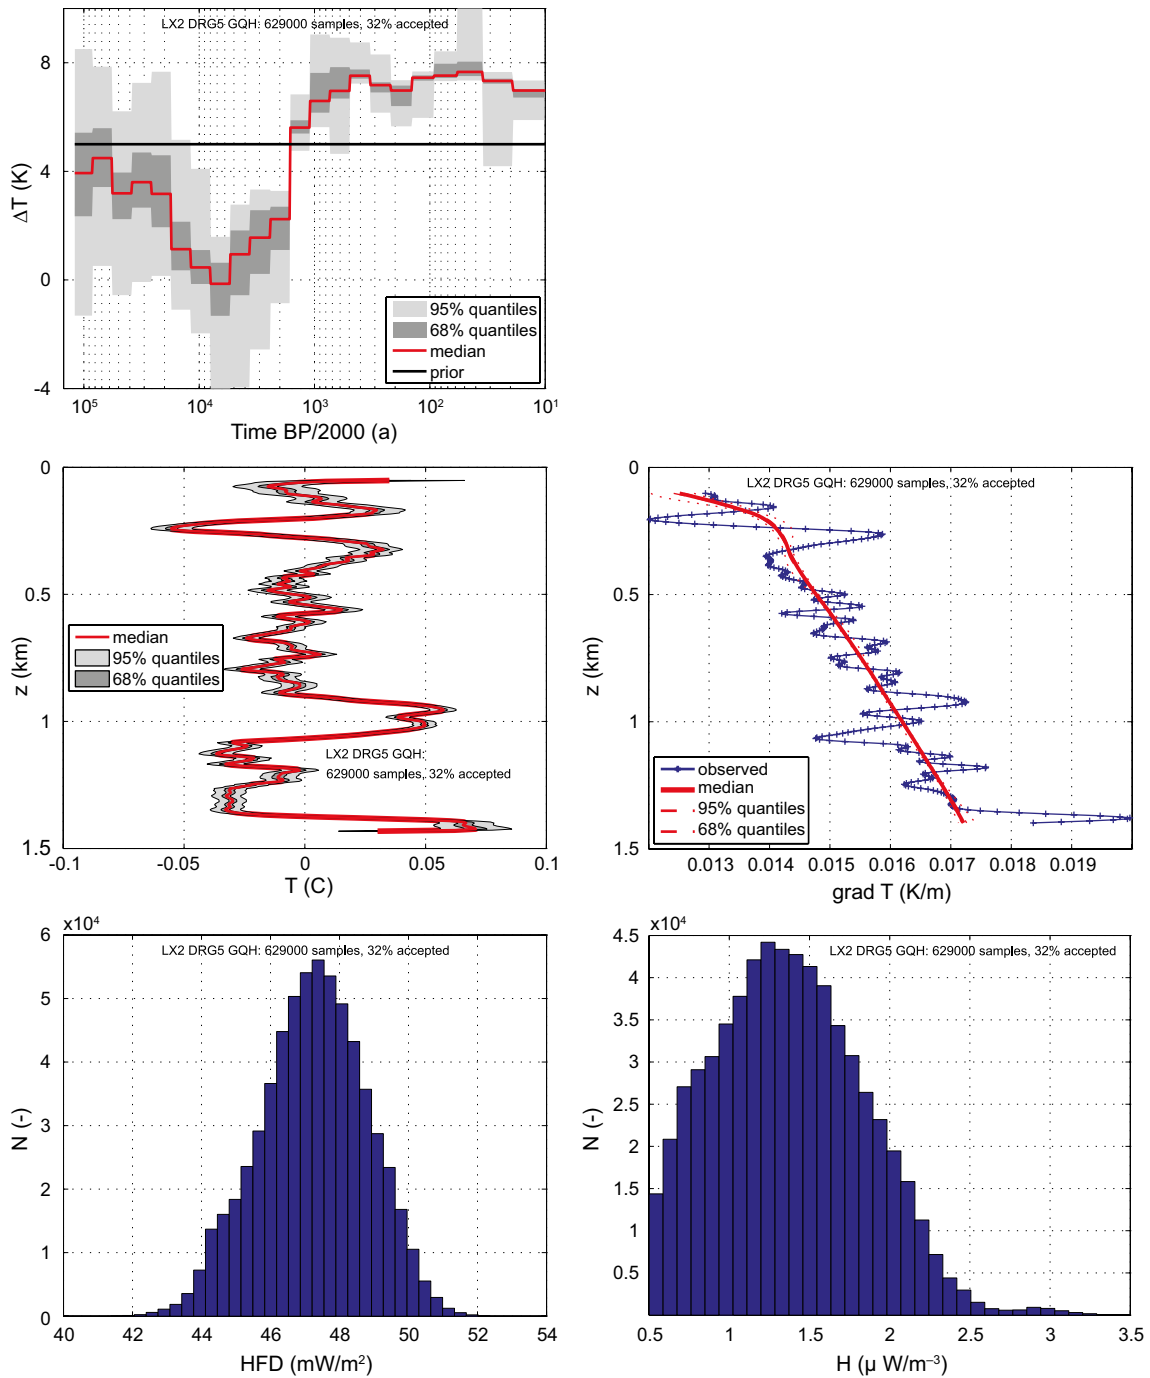 LX2 DRG5 GQH: 629000 samples, 32% accepted
8
4
0
-4
ΔT (K)
95% quantiles
68% quantiles
median
prior
10⁵
10⁴
10³
10²
10¹
Time BP/2000 (a)
0
0.5
1
1.5
z (km)
median
95% quantiles
68% quantiles
LX2 DRG5 GQH:
629000 samples, 32% accepted
-0.1
-0.05
0
0.05
0.1
T (C)
0
0.5
1
1.5
z (km)
LX2 DRG5 GQH: 629000 samples, 32% accepted
observed
median
95% quantiles
68% quantiles
0.013
0.014
0.015
0.016
0.017
0.018
0.019
grad T (K/m)
x10⁴
6
5
4
3
2
1
0
N (-)
LX2 DRG5 GQH: 629000 samples, 32% accepted
40
42
44
46
48
50
52
54
HFD (mW/m²)
x10⁴
4.5
4
3.5
3
2.5
2
1.5
1
0.5
N (-)
LX2 DRG5 GQH: 629000 samples, 32% accepted
0.5
1
1.5
2
2.5
3
3.5
H (μ W/m⁻³)